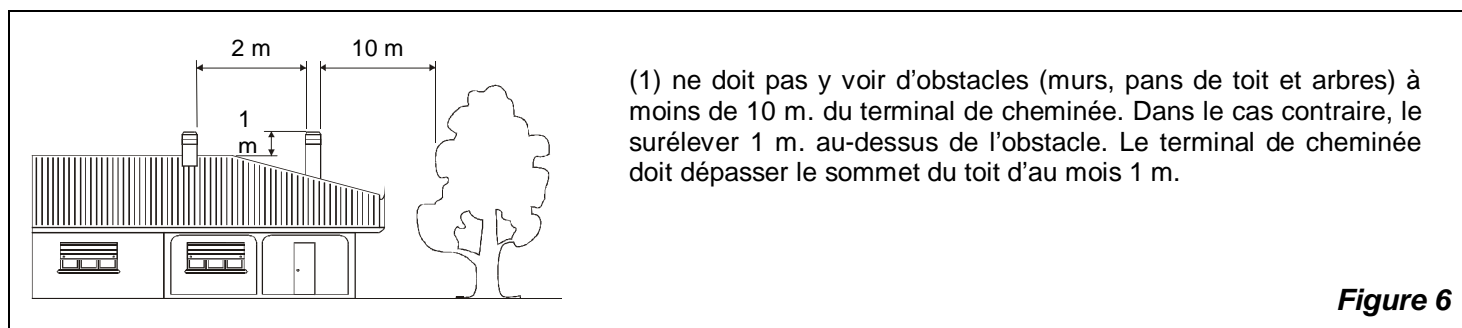 2 m
10 m
1
m
(1) ne doit pas y voir d’obstacles (murs, pans de toit et arbres) à
moins de 10 m. du terminal de cheminée. Dans le cas contraire, le
surélever 1 m. au-dessus de l’obstacle. Le terminal de cheminée
doit dépasser le sommet du toit d’au mois 1 m.
Figure 6